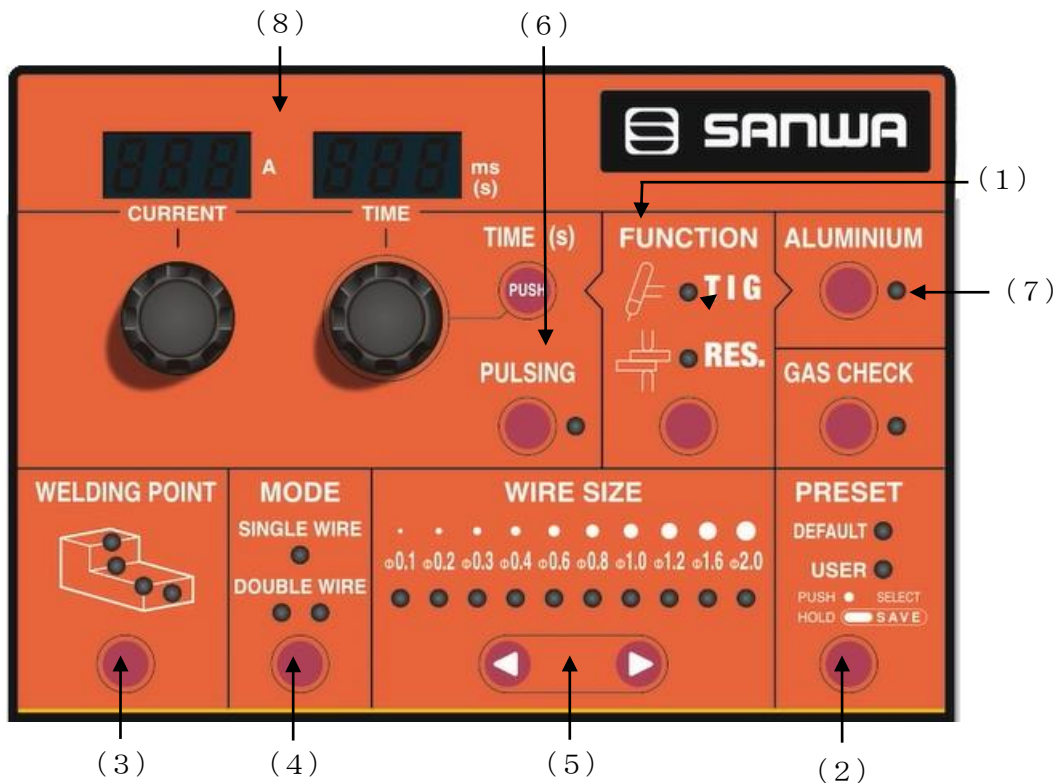 (8)
(6)
SANWA
888 A
888 ms
(s)
(1)
CURRENT
TIME
TIME (s)
PUSH
FUNCTION
TIG
RES.
ALUMINIUM
(7)
PULSING
GAS CHECK
WELDING POINT
MODE
SINGLE WIRE
DOUBLE WIRE
WIRE SIZE
Φ0.1 Φ0.2 Φ0.3 Φ0.4 Φ0.6 Φ0.8 Φ1.0 Φ1.2 Φ1.6 Φ2.0
PRESET
DEFAULT
USER
PUSH SELECT
HOLD SAVE
(3)
(4)
(5)
(2)